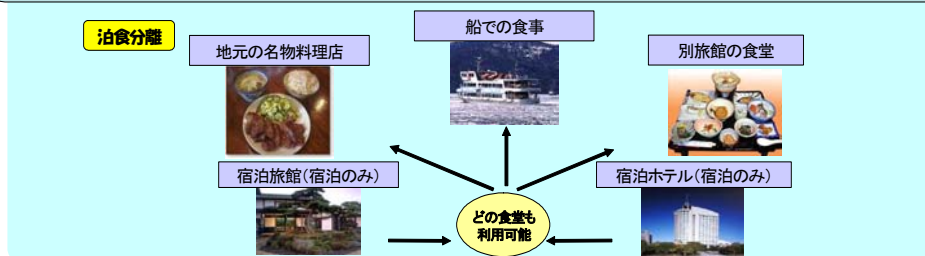 泊食分離
船での食事
地元の名物料理店
別旅館の食堂
宿泊旅館(宿泊のみ)
宿泊ホテル(宿泊のみ)
どの食堂も
利用可能